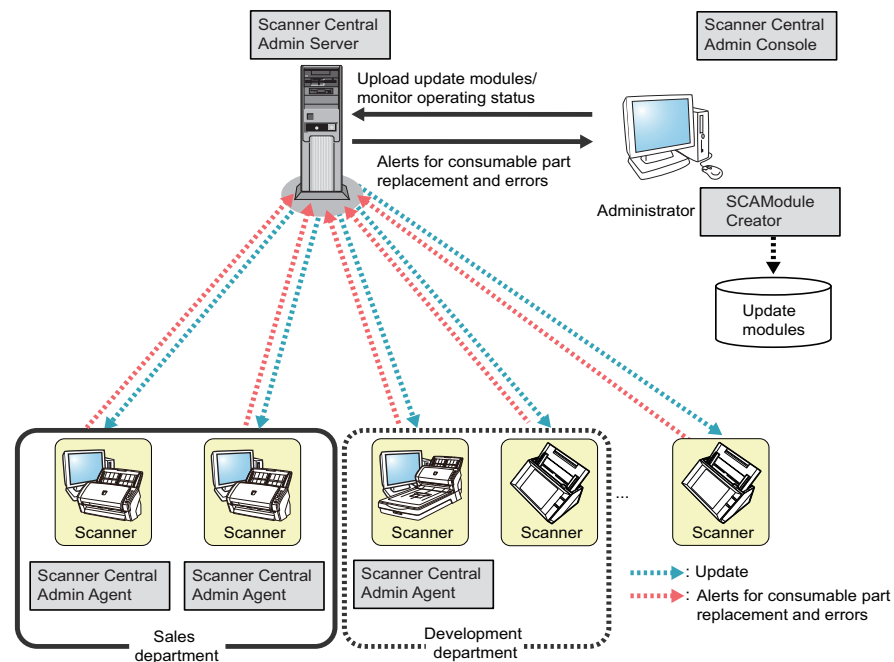 Scanner Central
Admin Server
Scanner Central
Admin Console
Upload update modules/
monitor operating status
Alerts for consumable part
replacement and errors
Administrator
SCAModule
Creator
Update
modules
Scanner
Scanner
Scanner
Scanner
...
Scanner
Scanner Central
Admin Agent
Scanner Central
Admin Agent
Scanner Central
Admin Agent
: Update
: Alerts for consumable part
replacement and errors
Sales
department
Development
department